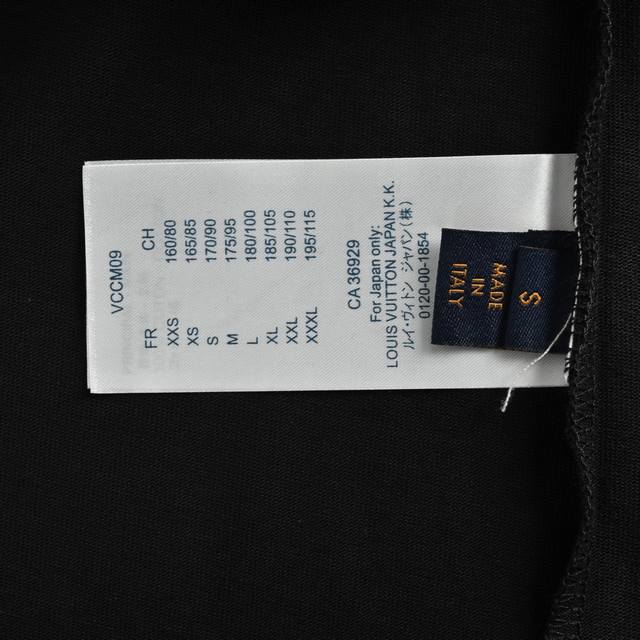 VCCM09
FR CH
XXS 160/80
XS 165/85
S 170/90
M 175/95
L 180/100
XL 185/105
XXL 190/110
XXXL 195/115
CA 36929
For Japan only:
LOUIS VUITTON JAPAN K.K.
ルイ・ヴィトン ジャパン(株)
0120-00-1854
MADE
IN
ITALY
S